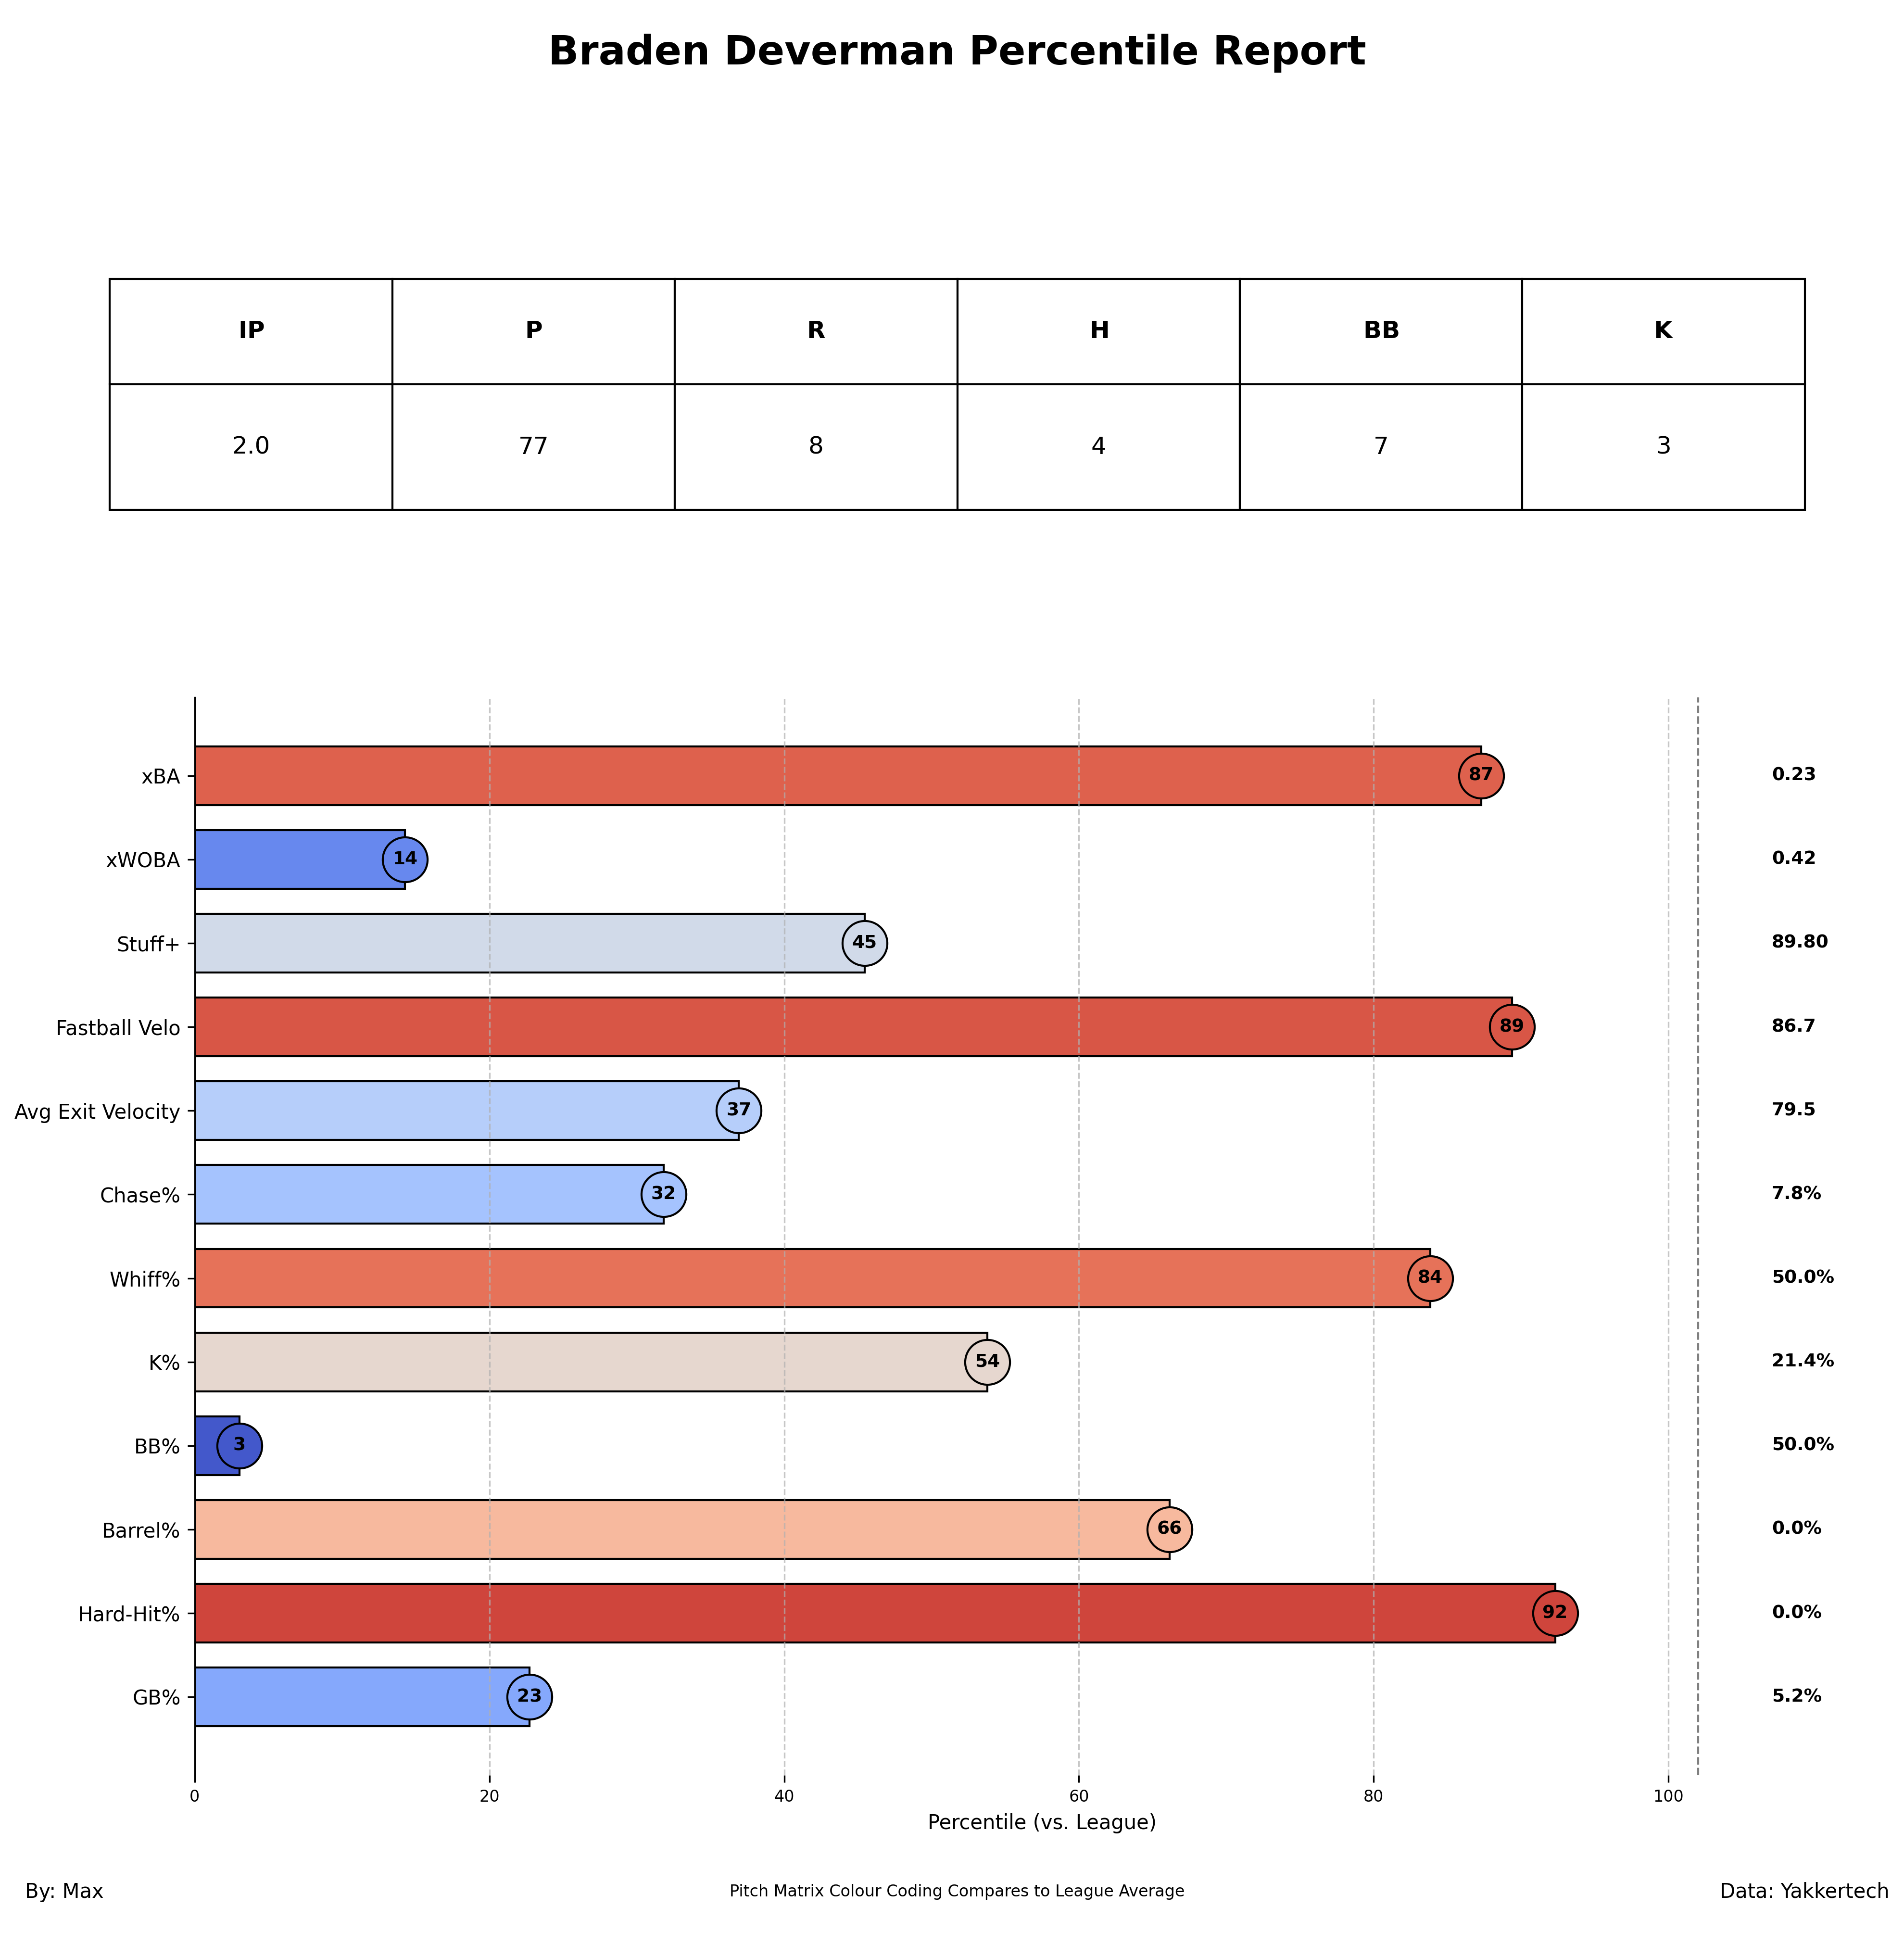 Braden Deverman Percentile Report
IP P R H BB K
2.0 77 8 4 7 3
xBA 87 0.23
xWOBA 14 0.42
Stuff+ 45 89.80
Fastball Velo 89 86.7
Avg Exit Velocity 37 79.5
Chase% 32 7.8%
Whiff% 84 50.0%
K% 54 21.4%
BB% 3 50.0%
Barrel% 66 0.0%
Hard-Hit% 92 0.0%
GB% 23 5.2%
0 20 40 60 80 100
Percentile (vs. League)
By: Max Pitch Matrix Colour Coding Compares to League Average Data: Yakkertech